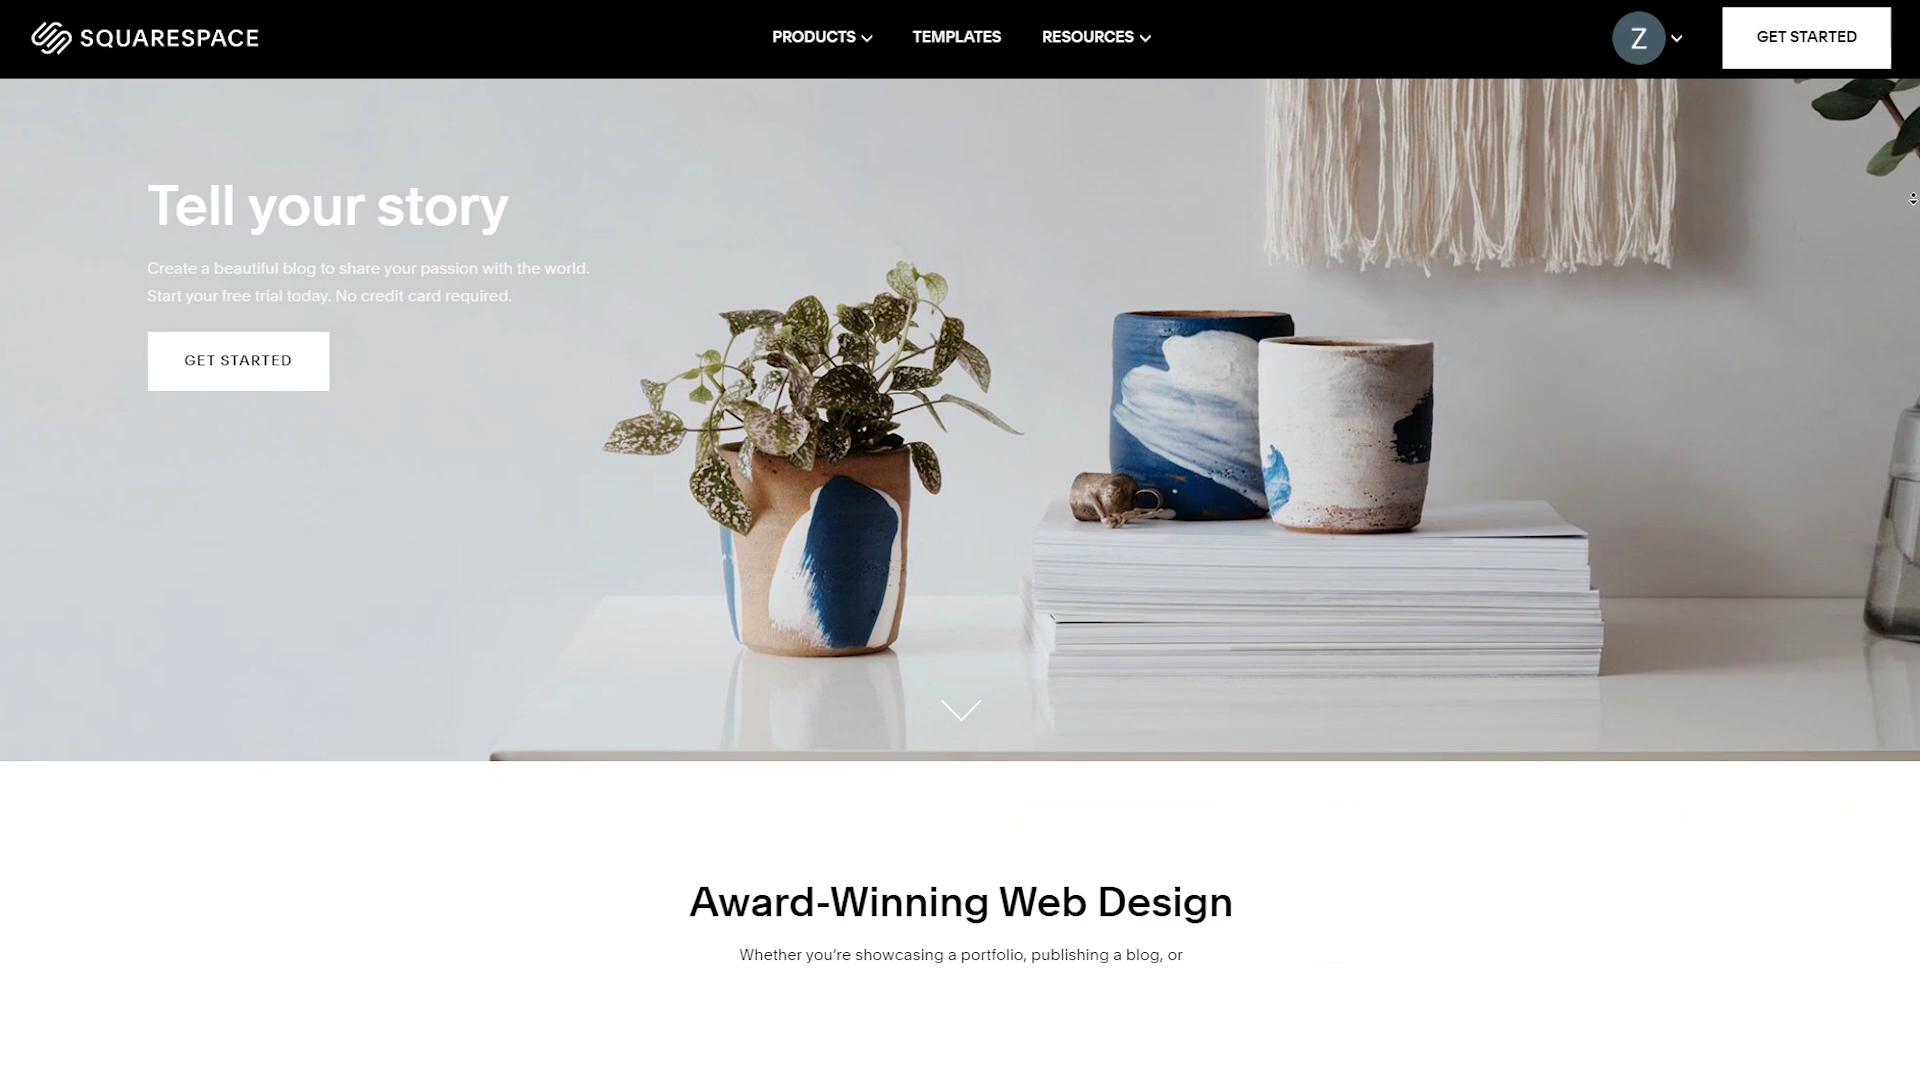 SQUARESPACE
PRODUCTS
TEMPLATES
RESOURCES
Z
GET STARTED
Tell your story
Create a beautiful blog to share your passion with the world.
Start your free trial today. No credit card required.
GET STARTED
Award-Winning Web Design
Whether you’re showcasing a portfolio, publishing a blog, or